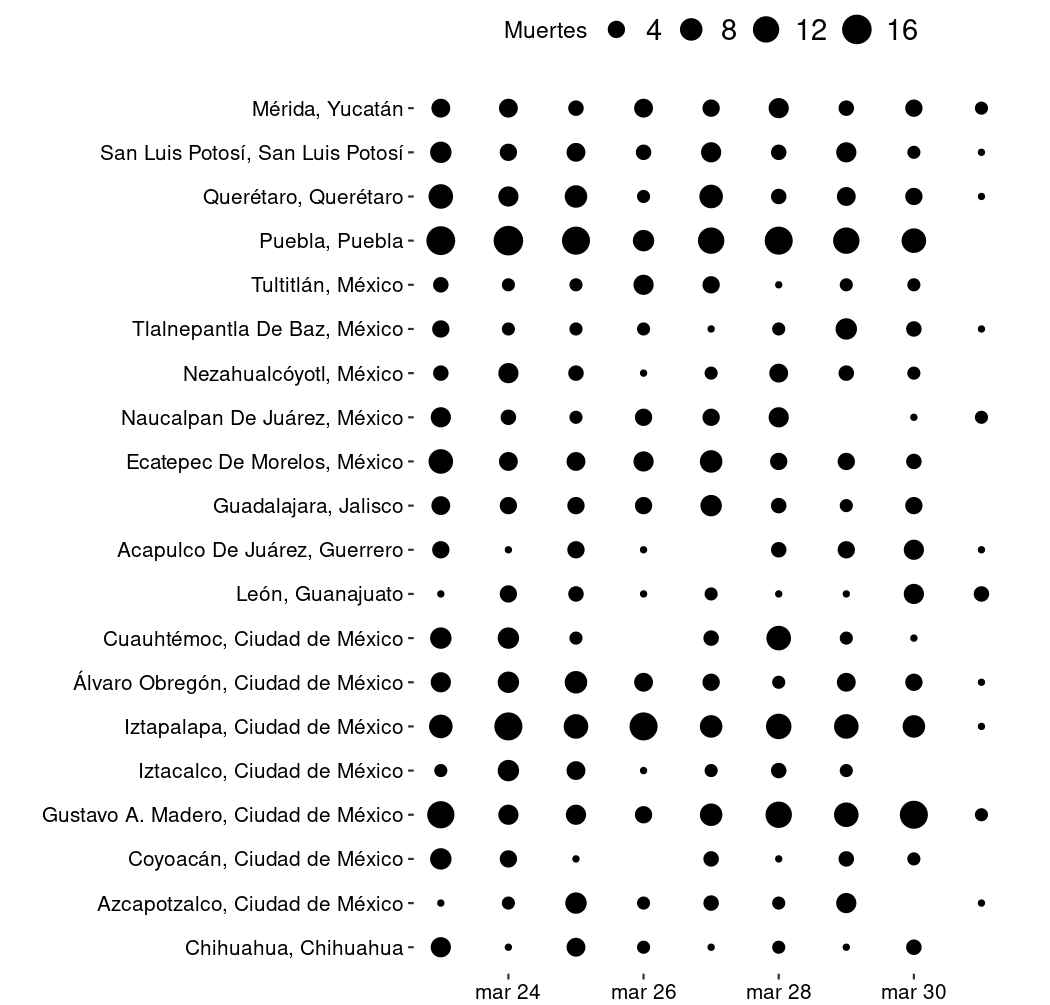 Muertes 4 8 12 16
Mérida, Yucatán
San Luis Potosí, San Luis Potosí
Querétaro, Querétaro
Puebla, Puebla
Tultitlán, México
Tlalnepantla De Baz, México
Nezahualcóyotl, México
Naucalpan De Juárez, México
Ecatepec De Morelos, México
Guadalajara, Jalisco
Acapulco De Juárez, Guerrero
León, Guanajuato
Cuauhtémoc, Ciudad de México
Álvaro Obregón, Ciudad de México
Iztapalapa, Ciudad de México
Iztacalco, Ciudad de México
Gustavo A. Madero, Ciudad de México
Coyoacán, Ciudad de México
Azcapotzalco, Ciudad de México
Chihuahua, Chihuahua
mar 24 mar 26 mar 28 mar 30